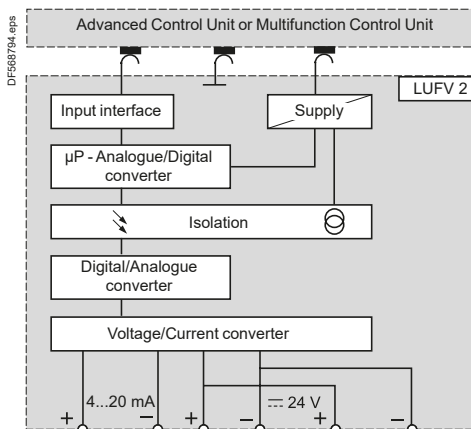 Advanced Control Unit or Multifunction Control Unit
DF568794.eps
LUFV 2
Input interface
Supply
µP - Analogue/Digital
converter
Isolation
Digital/Analogue
converter
Voltage/Current converter
4...20 mA
24 V
+ – + – + –